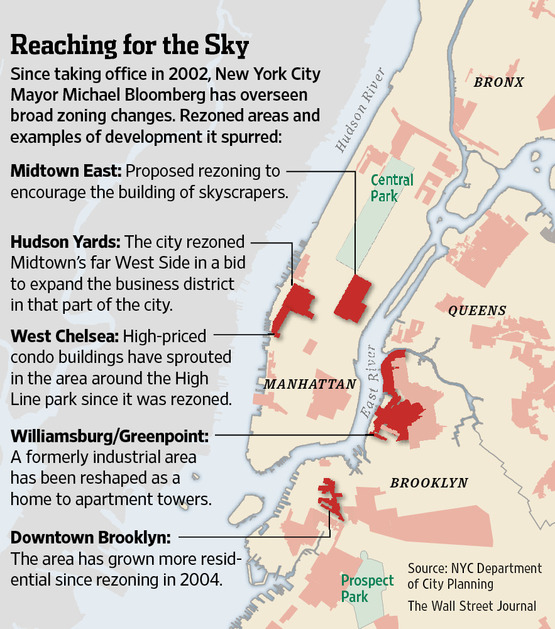 Reaching for the Sky
Since taking office in 2002, New York City
Mayor Michael Bloomberg has overseen
broad zoning changes. Rezoned areas and
examples of development it spurred:
Midtown East: Proposed rezoning to
encourage the building of skyscrapers.
Hudson Yards: The city rezoned
Midtown's far West Side in a bid
to expand the business district
in that part of the city.
West Chelsea: High-priced
condo buildings have sprouted
in the area around the High
Line park since it was rezoned.
Williamsburg/Greenpoint:
A formerly industrial area
has been reshaped as a
home to apartment towers.
Downtown Brooklyn:
The area has grown more resid-
ential since rezoning in 2004.
Hudson River
BRONX
Central
Park
QUEENS
MANHATTAN
East River
BROOKLYN
Prospect
Park
Source: NYC Department
of City Planning
The Wall Street Journal